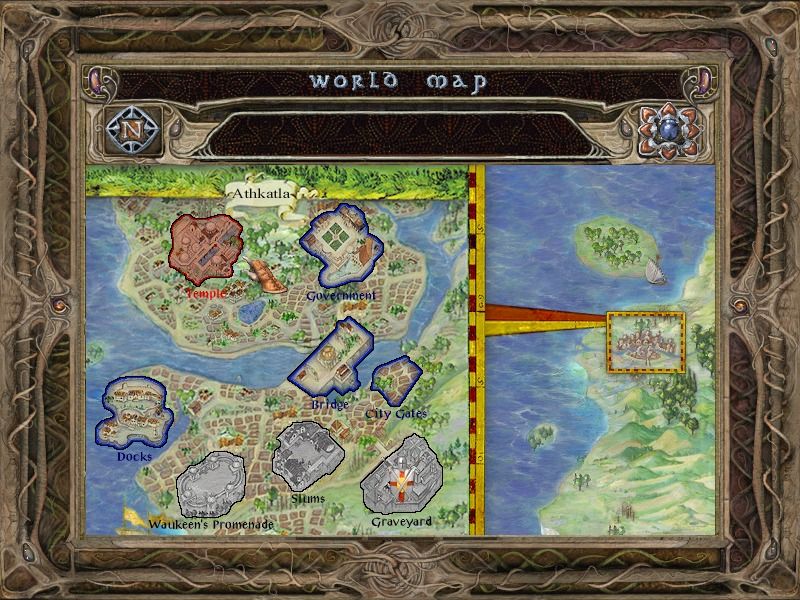 WORLD MAP
N
Athkatla
Temple
Government
Bridge
City Gates
Docks
Slums
Waukeen's Promenade
Graveyard